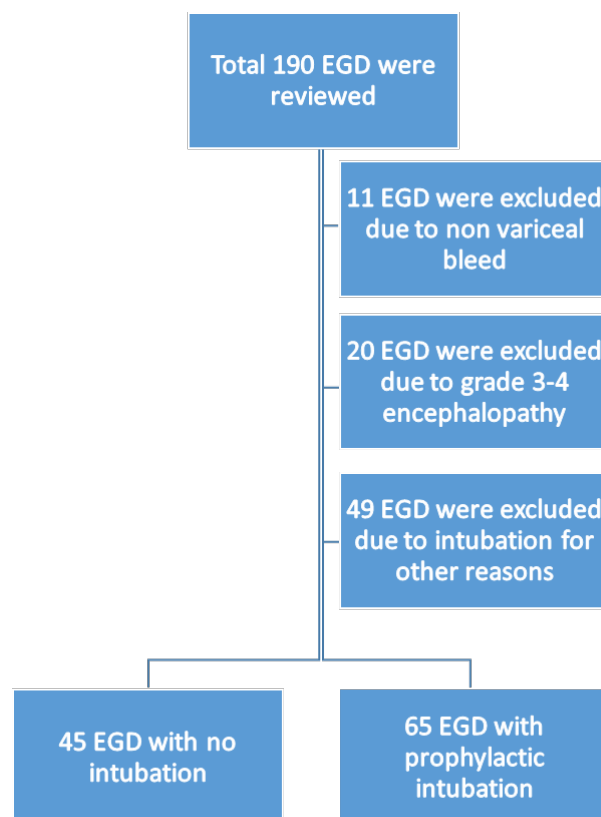 Total 190 EGD were
reviewed
11 EGD were excluded
due to non variceal
bleed
20 EGD were excluded
due to grade 3-4
encephalopathy
49 EGD were excluded
due to intubation for
other reasons
45 EGD with no
intubation
65 EGD with
prophylactic
intubation